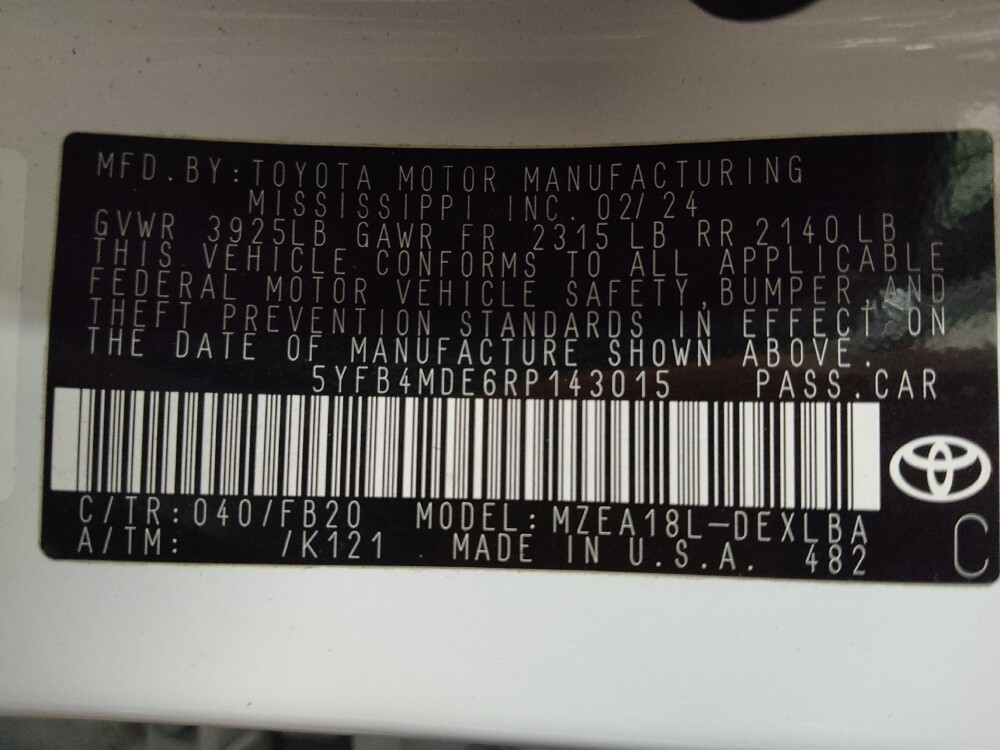 MFD.BY:TOYOTA MOTOR MANUFACTURING
MISSISSIPPI INC. 02/24
GVWR 3925LB GAWR FR 2315 LB RR 2140 LB
THIS VEHICLE CONFORMS TO ALL APPLICABLE
FEDERAL MOTOR VEHICLE SAFETY,BUMPER,AND
THEFT PREVENTION STANDARDS IN EFFECT ON
THE DATE OF MANUFACTURE SHOWN ABOVE.
5YFB4MDE6RP143015 PASS.CAR
C/TR:040/FB20 MODEL:MZEA18L-DEXLBA
A/TM: /K121 MADE IN U.S.A. 482
C